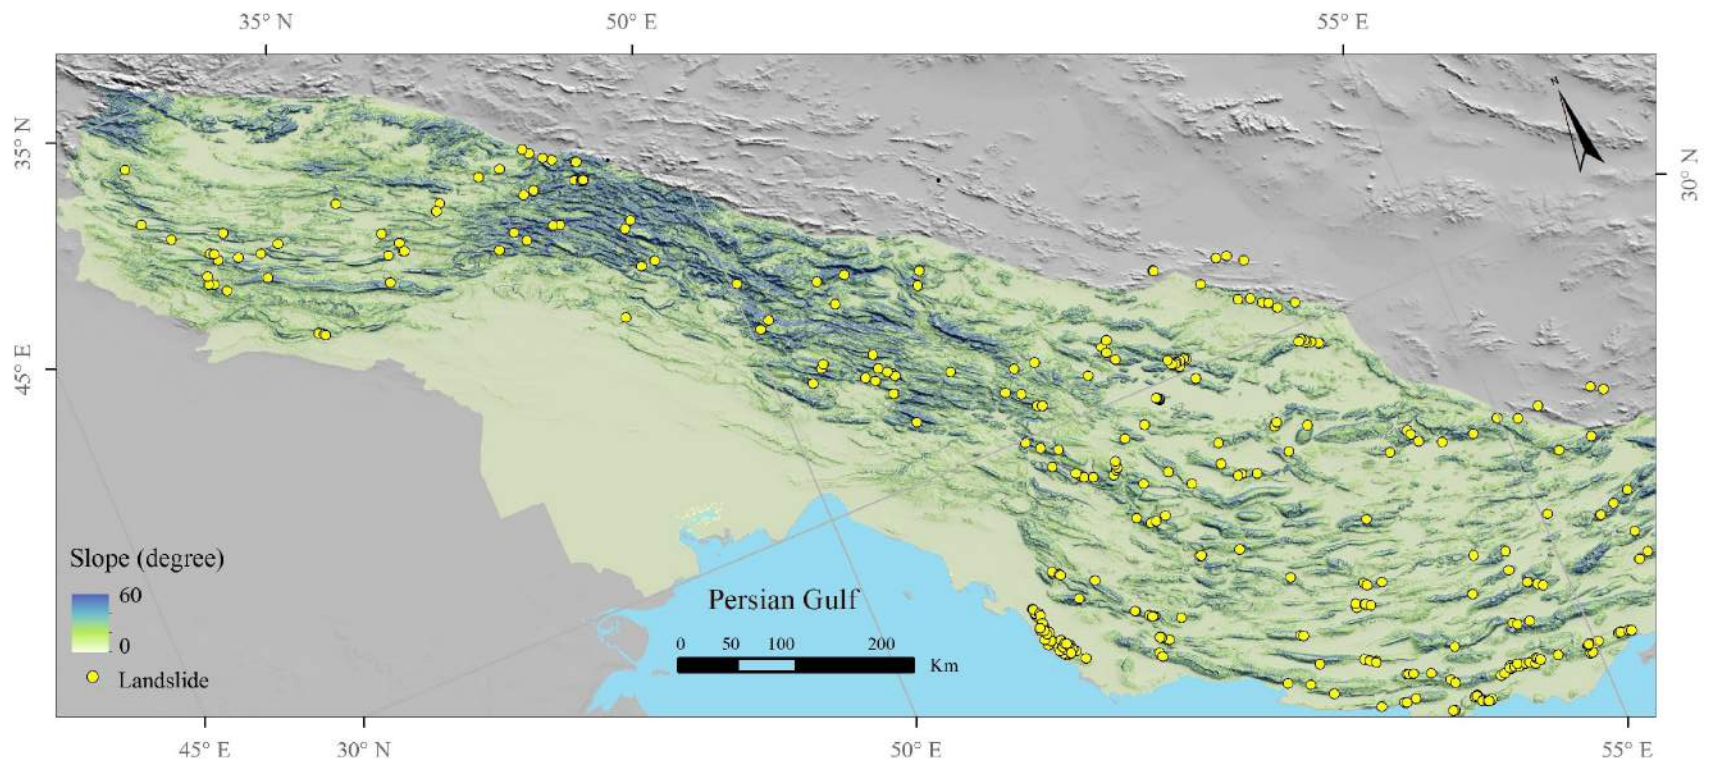 35° N
50° E
55° E
35° N
N
30° N
45° E
Slope (degree)
60
0
Landslide
Persian Gulf
0 50 100 200
Km
45° E
30° N
50° E
55° E